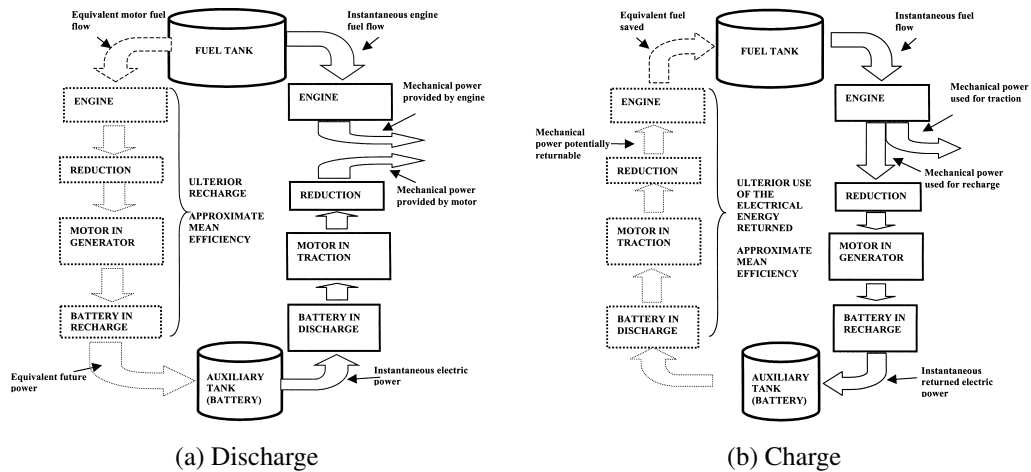 Equivalent motor fuel
flow
FUEL TANK
Instantaneous engine
fuel flow
ENGINE
REDUCTION
MOTOR IN
GENERATOR
BATTERY IN
RECHARGE
ULTERIOR
RECHARGE
APPROXIMATE
MEAN
EFFICIENCY
ENGINE
Mechanical power
provided by engine
Mechanical power
provided by motor
REDUCTION
MOTOR IN
TRACTION
BATTERY IN
DISCHARGE
Equivalent future
power
AUXILIARY
TANK
(BATTERY)
Instantaneous electric
power
(a) Discharge
Equivalent fuel
saved
FUEL TANK
Instantaneous fuel
flow
ENGINE
Mechanical
power potentially
returnable
REDUCTION
MOTOR IN
TRACTION
BATTERY IN
DISCHARGE
ULTERIOR USE
OF THE
ELECTRICAL
ENERGY
RETURNED
APPROXIMATE
MEAN
EFFICIENCY
ENGINE
Mechanical power
used for traction
Mechanical power
used for recharge
REDUCTION
MOTOR IN
GENERATOR
BATTERY IN
RECHARGE
AUXILIARY
TANK
(BATTERY)
Instantaneous
returned electric
power
(b) Charge